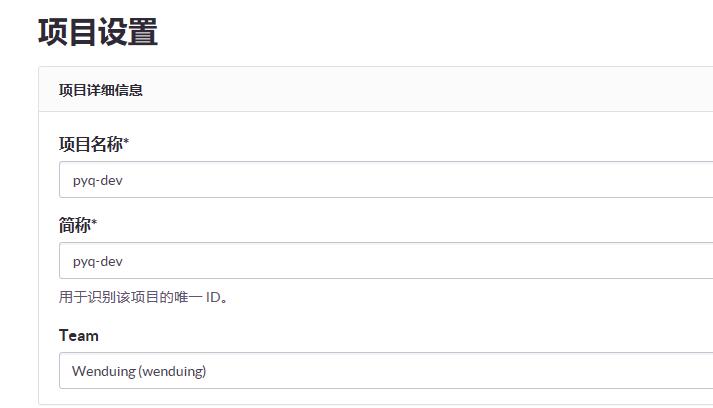 项目设置
项目详细信息
项目名称*
pyq-dev
简称*
pyq-dev
用于识别该项目的唯一 ID。
Team
Wenduing (wenduing)